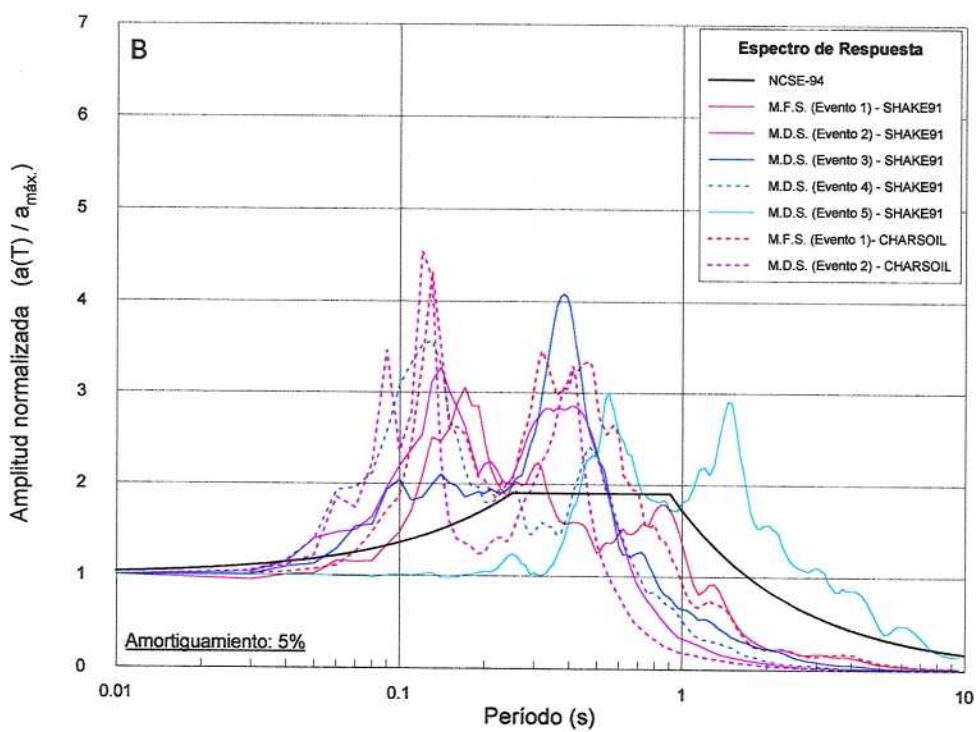 B
Espectro de Respuesta
NCSE-94
M.F.S. (Evento 1) - SHAKE91
M.D.S. (Evento 2) - SHAKE91
M.D.S. (Evento 3) - SHAKE91
M.D.S. (Evento 4) - SHAKE91
M.D.S. (Evento 5) - SHAKE91
M.F.S. (Evento 1)- CHARSOIL
M.D.S. (Evento 2) - CHARSOIL
Amplitud normalizada (a(T) / amáx.)
7
6
5
4
3
2
1
0
Amortiguamiento: 5%
0.01
0.1
1
10
Período (s)